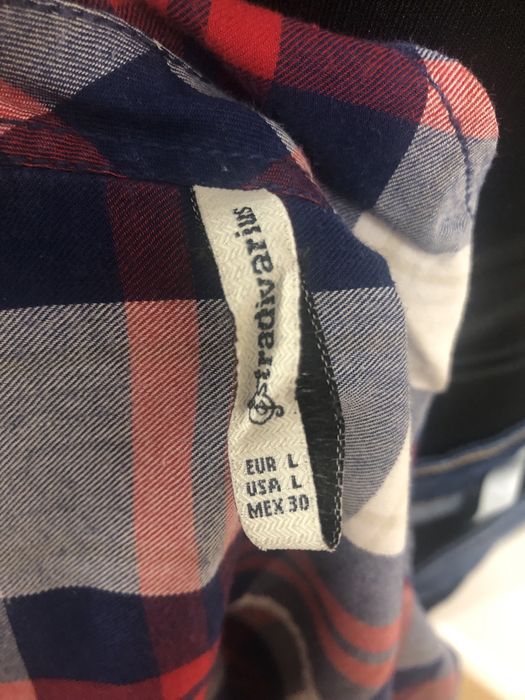 stradivarius
EUR L
USA L
MEX 30